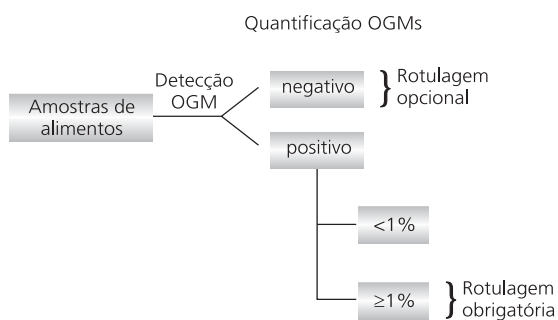 Quantificação OGMs
Detecção
OGM
Amostras de
alimentos
negativo
Rotulagem
opcional
positivo
<1%
≥1%
Rotulagem
obrigatória